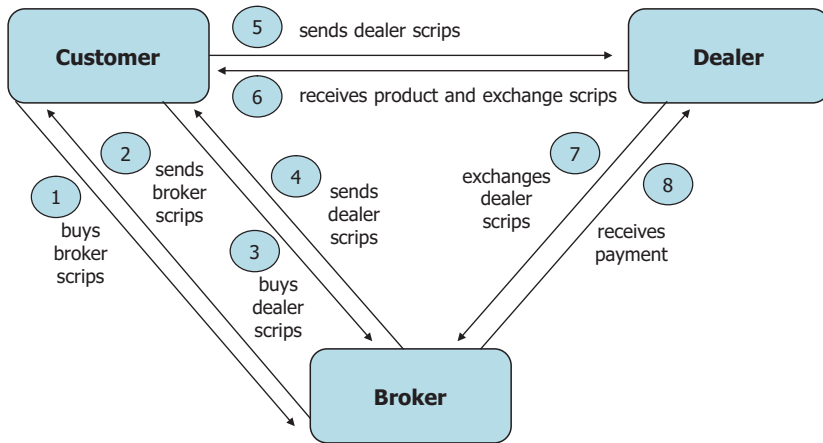 5
sends dealer scrips
Customer
Dealer
6
receives product and exchange scrips
2
sends
broker
scrips
4
sends
dealer
scrips
7
exchanges
dealer
scrips
8
receives
payment
1
buys
broker
scrips
3
buys
dealer
scrips
Broker